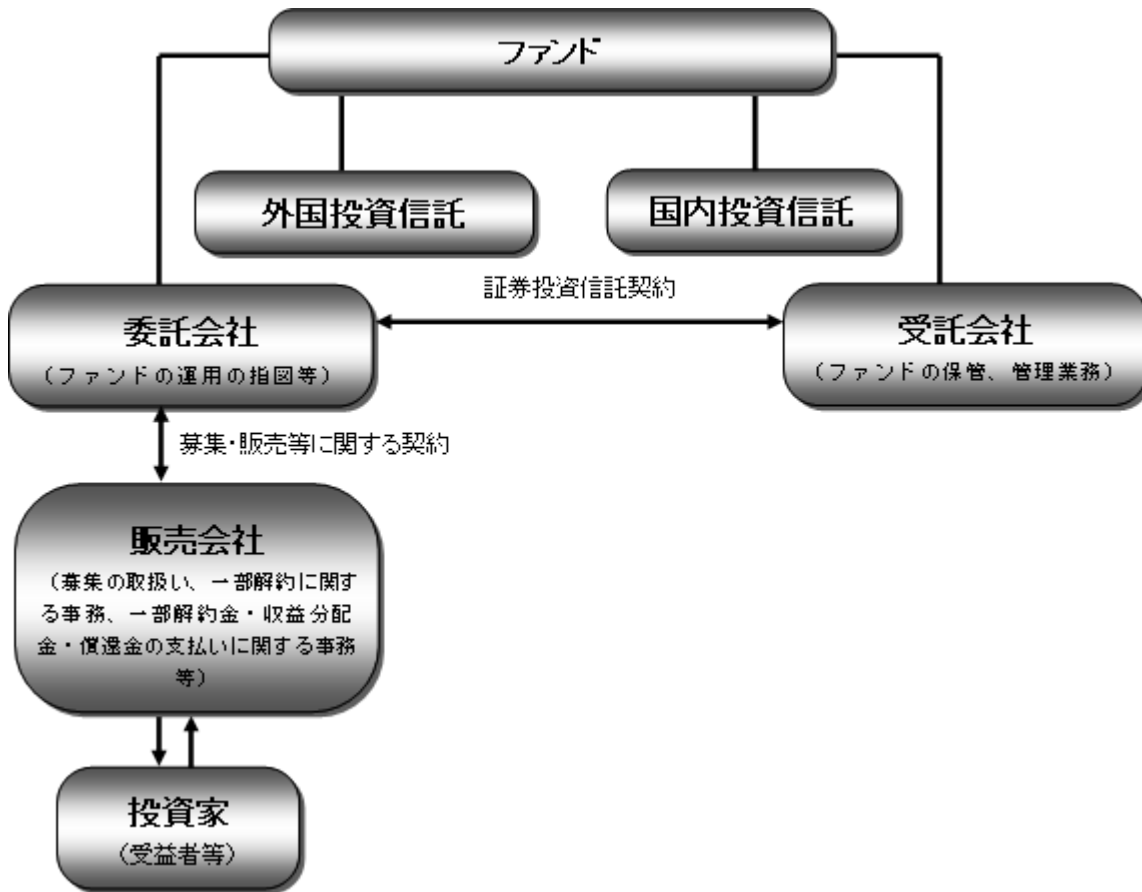 ファンド
外国投資信託
国内投資信託
証券投資信託契約
委託会社
（ファンドの運用の指図等）
受託会社
（ファンドの保管、管理業務）
募集・販売等に関する契約
販売会社
（募集の取扱い、一部解約に関す
る事務、一部解約金・収益分配
金・償還金の支払いに関する事務
等）
投資家
（受益者等）